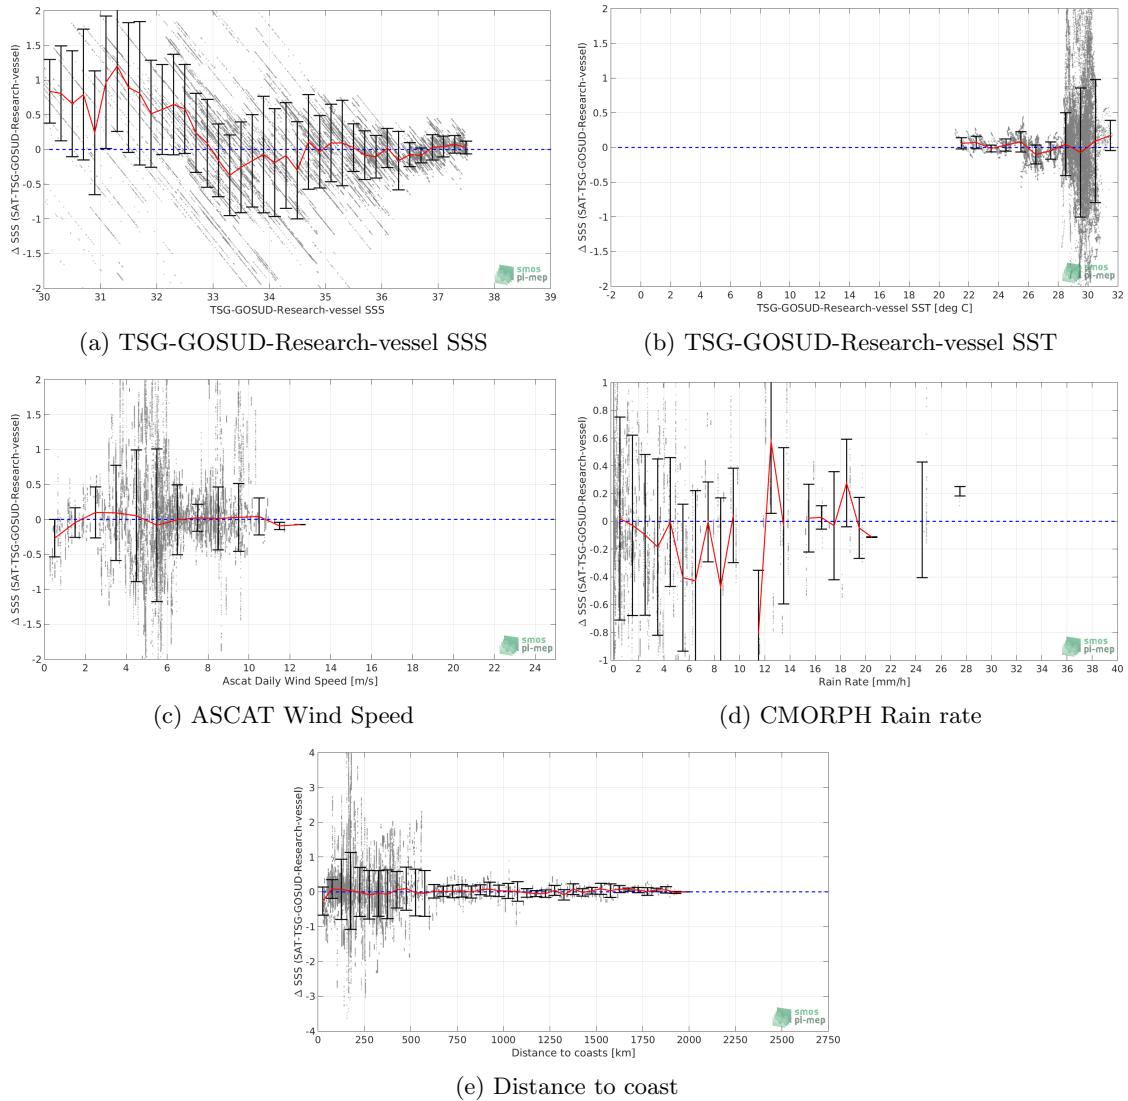 2
1.5
1
0.5
0
-0.5
-1
-1.5
-2
Δ SSS (SAT-TSG-GOSUD-Research-vessel)
30 31 32 33 34 35 36 37 38 39
TSG-GOSUD-Research-vessel SSS
smos
pi-mep
(a) TSG-GOSUD-Research-vessel SSS
2
1.5
1
0.5
0
-0.5
-1
-1.5
-2
Δ SSS (SAT-TSG-GOSUD-Research-vessel)
-2 0 2 4 6 8 10 12 14 16 18 20 22 24 26 28 30 32
TSG-GOSUD-Research-vessel SST [deg C]
smos
pi-mep
(b) TSG-GOSUD-Research-vessel SST
2
1.5
1
0.5
0
-0.5
-1
-1.5
-2
Δ SSS (SAT-TSG-GOSUD-Research-vessel)
0 2 4 6 8 10 12 14 16 18 20 22 24
Ascat Daily Wind Speed [m/s]
smos
pi-mep
(c) ASCAT Wind Speed
1
0.8
0.6
0.4
0.2
0
-0.2
-0.4
-0.6
-0.8
-1
Δ SSS (SAT-TSG-GOSUD-Research-vessel)
0 2 4 6 8 10 12 14 16 18 20 22 24 26 28 30 32 34 36 38 40
Rain Rate [mm/h]
smos
pi-mep
(d) CMORPH Rain rate
4
3
2
1
0
-1
-2
-3
-4
Δ SSS (SAT-TSG-GOSUD-Research-vessel)
0 250 500 750 1000 1250 1500 1750 2000 2250 2500 2750
Distance to coasts [km]
smos
pi-mep
(e) Distance to coast